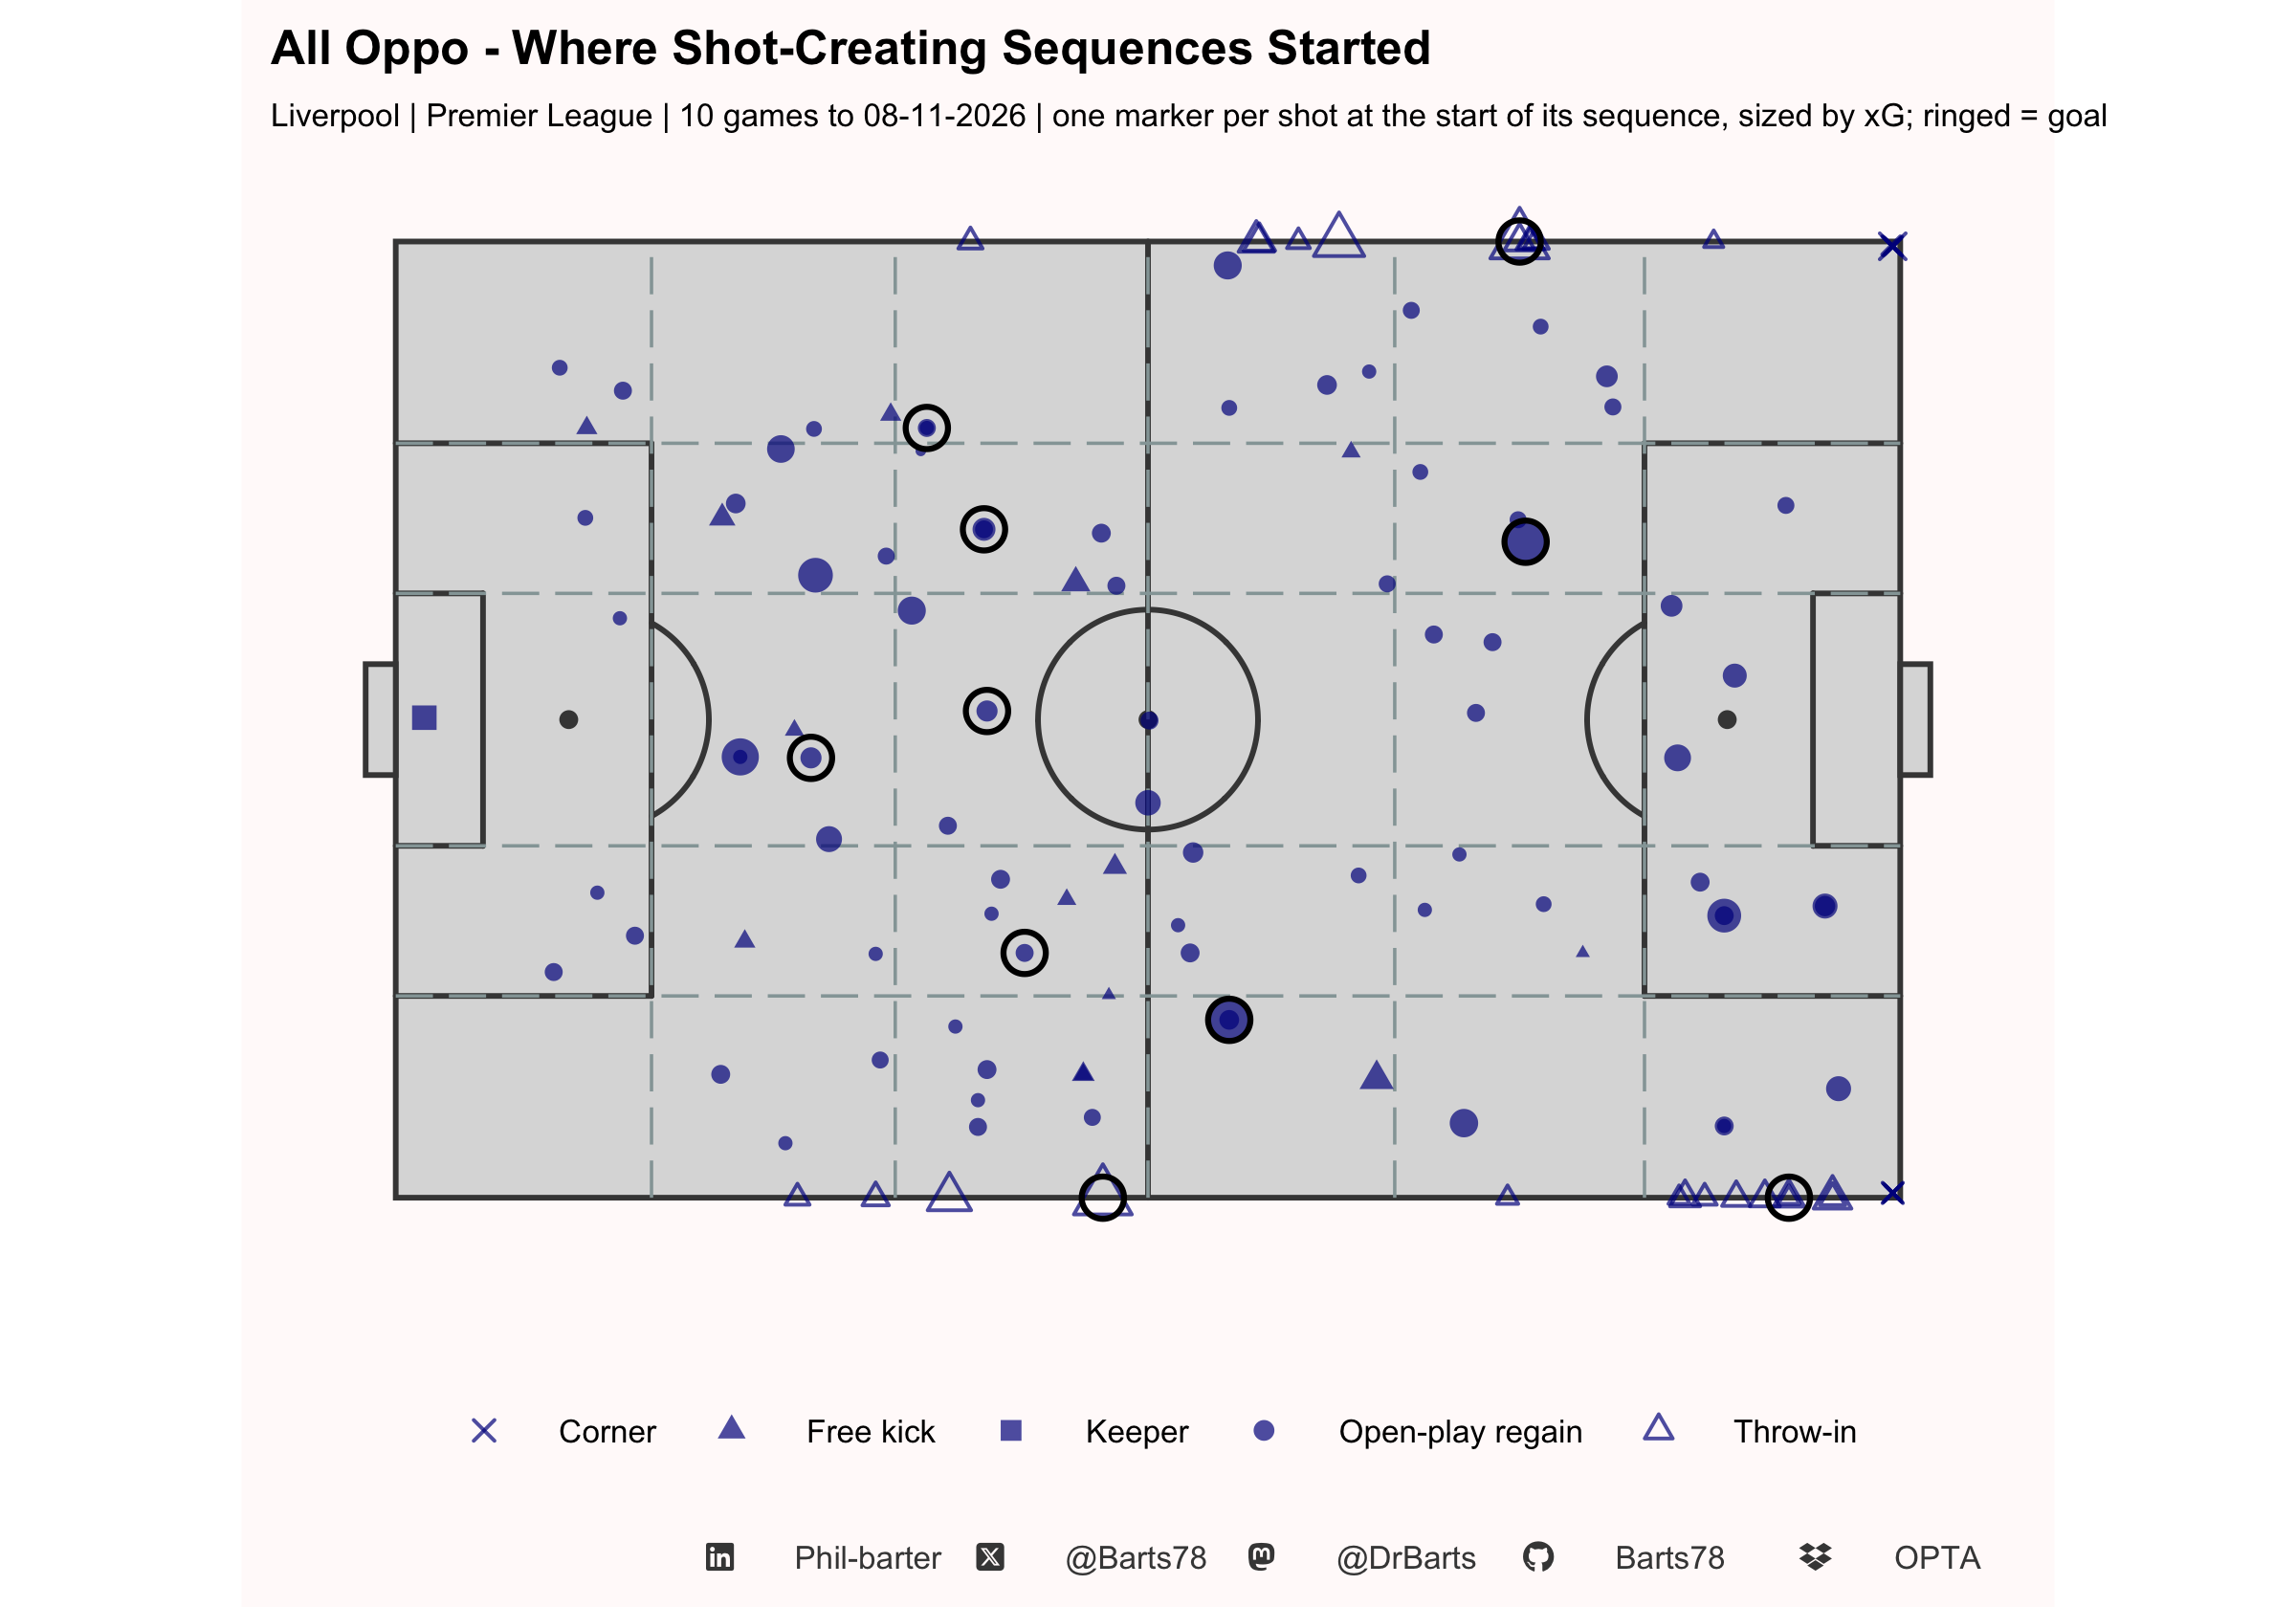 All Oppo - Where Shot-Creating Sequences Started
Liverpool | Premier League | 10 games to 08-11-2026 | one marker per shot at the start of its sequence, sized by xG; ringed = goal
Corner Free kick Keeper Open-play regain Throw-in
Phil-barter @Barts78 @DrBarts Barts78 OPTA